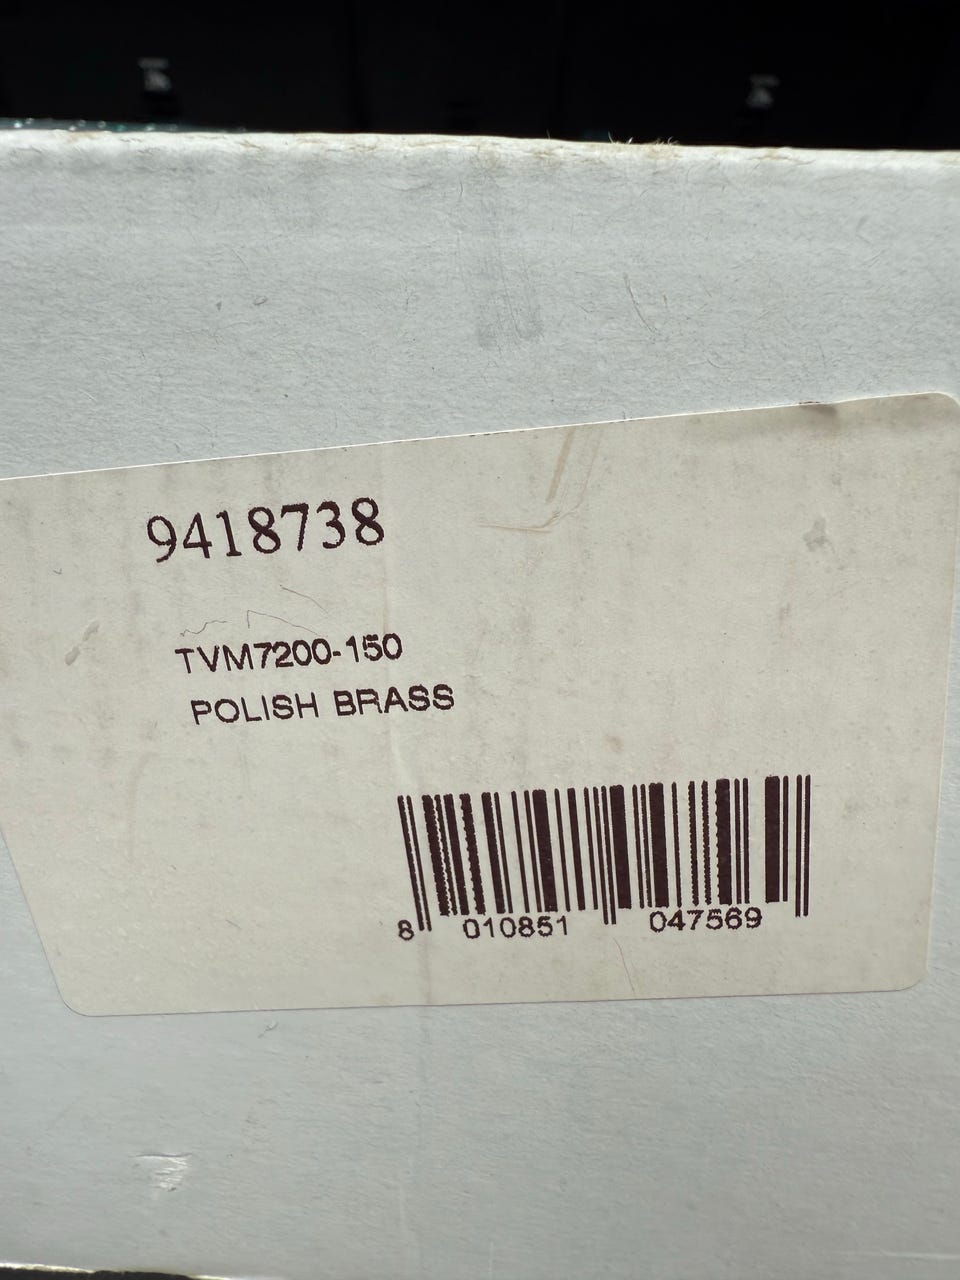 9418738
TVM7200-150
POLISH BRASS
8 010851 047569